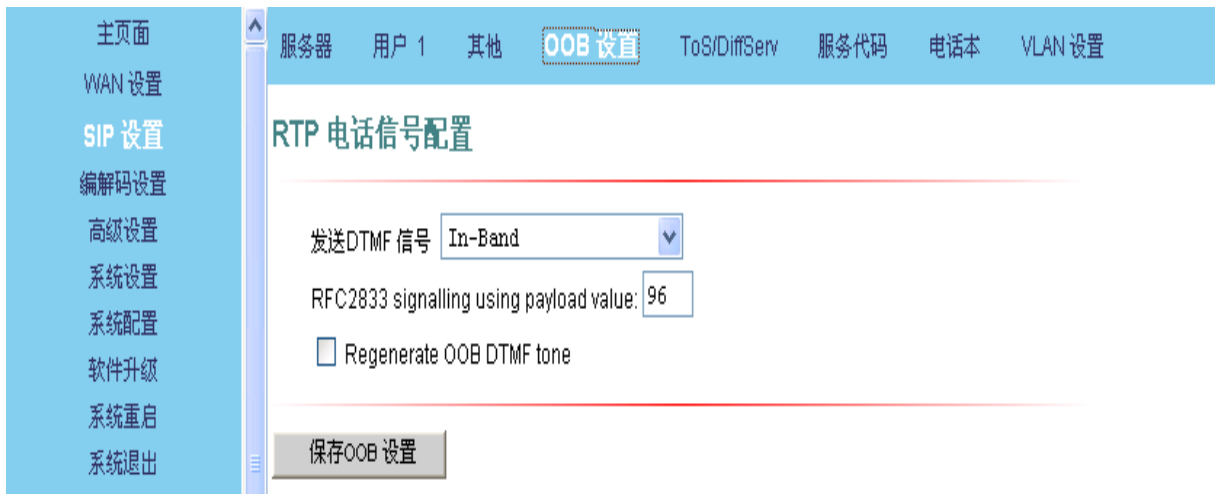 主页面
WAN 设置
SIP 设置
编解码设置
高级设置
系统设置
系统配置
软件升级
系统重启
系统退出
服务器 用户 1 其他 OOB 设置 ToS/DiffServ 服务代码 电话本 VLAN 设置
RTP 电话信号配置
发送DTMF 信号 In-Band
RFC2833 signalling using payload value: 96
Regenerate OOB DTMF tone
保存OOB 设置